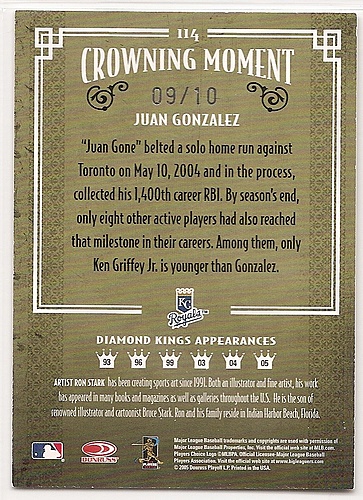 114
CROWNING MOMENT
09/10
JUAN GONZALEZ
"Juan Gone" belted a solo home run against
Toronto on May 10, 2004 and in the process,
collected his 1,400th career RBI. By season's end,
only eight other active players had also reached
that milestone in their careers. Among them, only
Ken Griffey Jr. is younger than Gonzalez.
KC
Royals
DIAMOND KINGS APPEARANCES
93 96 99 03 04 05
ARTIST RON STARK has been creating sports art since 1991. Both an illustrator and fine artist, his work
has appeared in many books and magazines as well as galleries throughout the U.S. He is the son of
renowned illustrator and cartoonist Bruce Stark. Ron and his family reside in Indian Harbor Beach, Florida.
DONRUSS
PLAYERS
Major League Baseball trademarks and copyrights are used with permission of
Major League Baseball Properties, Inc. Visit the official web site at MLB.com.
Players Choice Logo ©MLBPA, Official Licensee-Major League Baseball
Players Association. Visit the official web site at www.bigleaguers.com
© 2005 Donruss Playoff L.P. Printed in the USA.